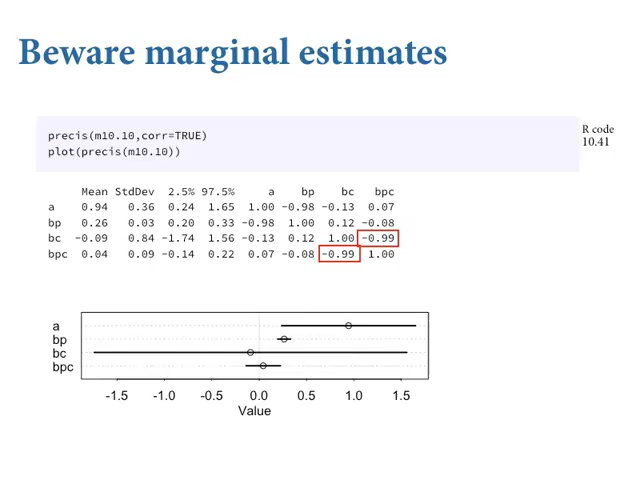 Beware marginal estimates
precis(m10.10,corr=TRUE)
plot(precis(m10.10))
R code
10.41
Mean StdDev 2.5% 97.5% a bp bc bpc
a 0.94 0.36 0.24 1.65 1.00 -0.98 -0.13 0.07
bp 0.26 0.03 0.20 0.33 -0.98 1.00 0.12 -0.08
bc -0.09 0.84 -1.74 1.56 -0.13 0.12 1.00 -0.99
bpc 0.04 0.09 -0.14 0.22 0.07 -0.08 -0.99 1.00
a
bp
bc
bpc
-1.5 -1.0 -0.5 0.0 0.5 1.0 1.5
Value